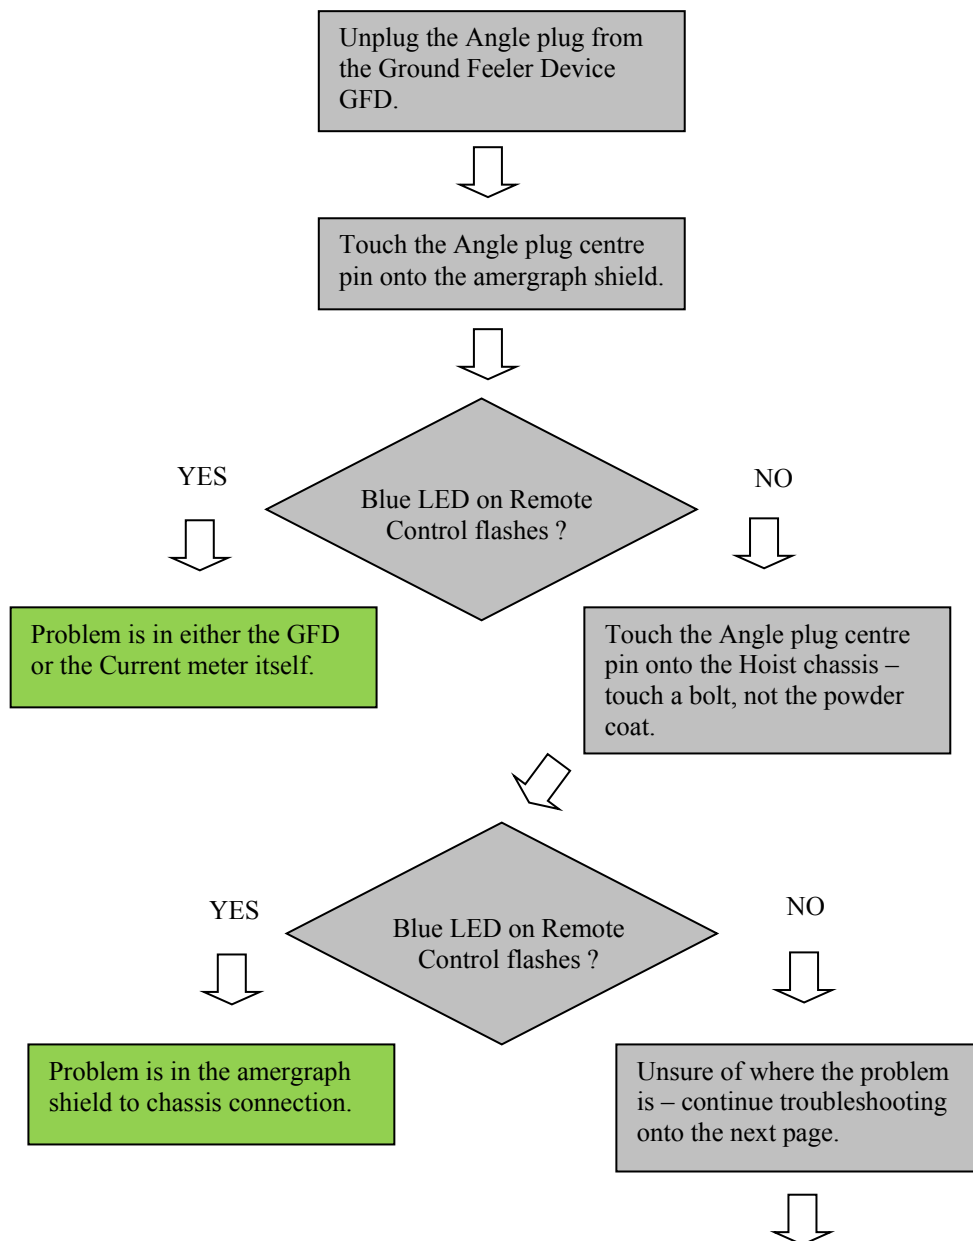 Unplug the Angle plug from
the Ground Feeler Device
GFD.
Touch the Angle plug centre
pin onto the amergraph shield.
Blue LED on Remote
Control flashes ?
YES
NO
Problem is in either the GFD
or the Current meter itself.
Touch the Angle plug centre
pin onto the Hoist chassis –
touch a bolt, not the powder
coat.
Blue LED on Remote
Control flashes ?
YES
NO
Problem is in the amergraph
shield to chassis connection.
Unsure of where the problem
is – continue troubleshooting
onto the next page.